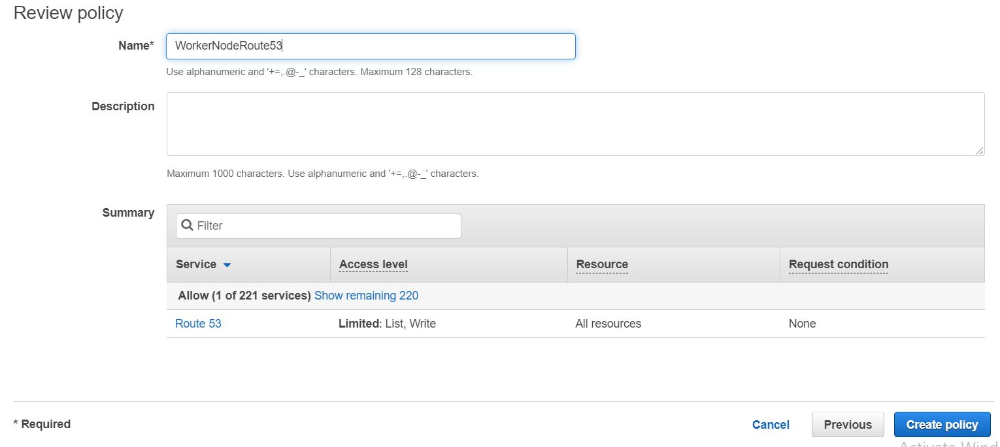 Review policy
Name* WorkerNodeRoute53
Use alphanumeric and '+=,.@-_' characters. Maximum 128 characters.
Description
Maximum 1000 characters. Use alphanumeric and '+=,.@-_' characters.
Summary
Filter
Service Access level Resource Request condition
Allow (1 of 221 services) Show remaining 220
Route 53 Limited: List, Write All resources None
* Required Cancel Previous Create policy
Activate Wind